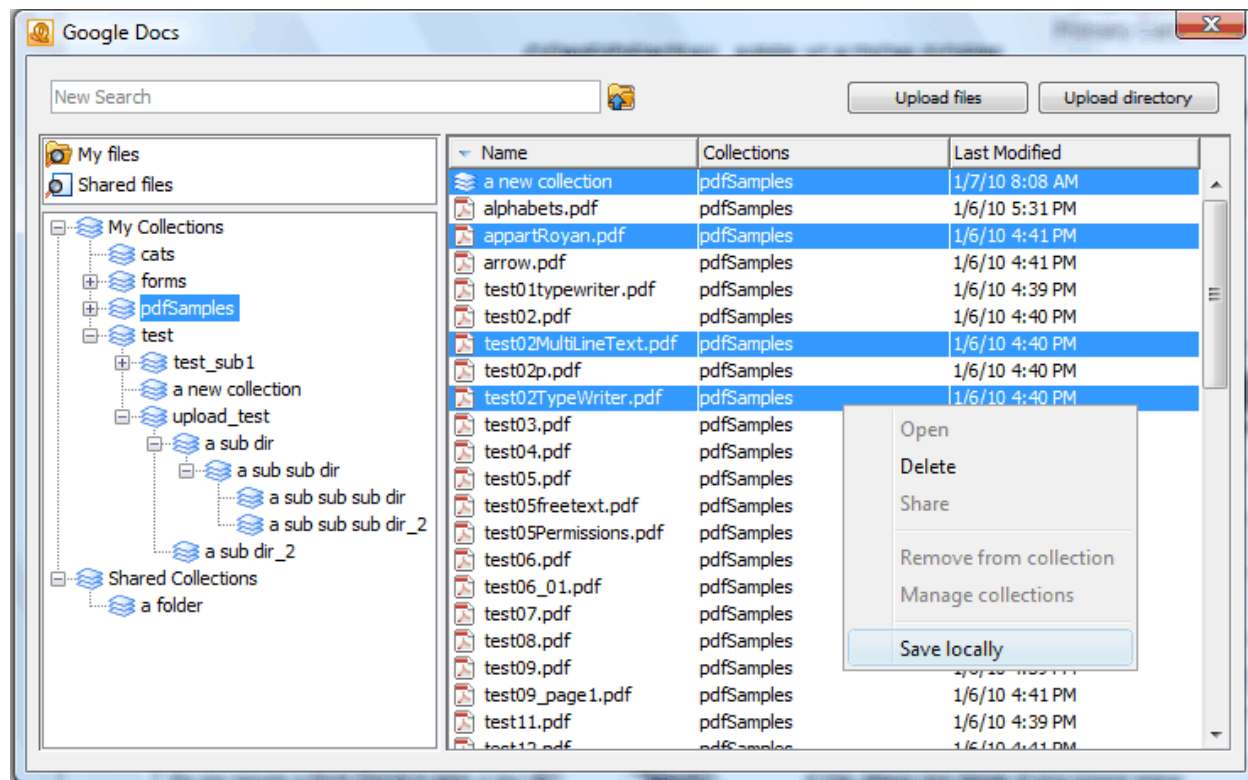 Google Docs
New Search
Upload files
Upload directory
My files
Shared files
My Collections
cats
forms
pdfSamples
test
test_sub1
a new collection
upload_test
a sub dir
a sub sub dir
a sub sub sub dir
a sub sub sub dir_2
a sub dir_2
Shared Collections
a folder
Name Collections Last Modified
a new collection pdfSamples 1/7/10 8:08 AM
alphabets.pdf pdfSamples 1/6/10 5:31 PM
appartRoyan.pdf pdfSamples 1/6/10 4:41 PM
arrow.pdf pdfSamples 1/6/10 4:41 PM
test01typewriter.pdf pdfSamples 1/6/10 4:39 PM
test02.pdf pdfSamples 1/6/10 4:40 PM
test02MultiLineText.pdf pdfSamples 1/6/10 4:40 PM
test02p.pdf pdfSamples 1/6/10 4:40 PM
test02TypeWriter.pdf pdfSamples 1/6/10 4:40 PM
test03.pdf pdfSamples
test04.pdf pdfSamples
test05.pdf pdfSamples
test05freetext.pdf pdfSamples
test05Permissions.pdf pdfSamples
test06.pdf pdfSamples
test06_01.pdf pdfSamples
test07.pdf pdfSamples
test08.pdf pdfSamples
test09.pdf pdfSamples
test09_page1.pdf pdfSamples 1/6/10 4:41 PM
test11.pdf pdfSamples 1/6/10 4:39 PM
test12.pdf pdfSamples 1/6/10 4:41 PM
Open
Delete
Share
Remove from collection
Manage collections
Save locally